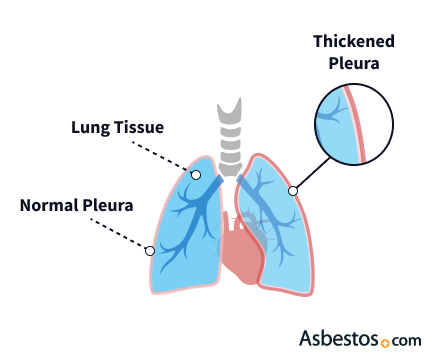 Thickened
Pleura
Lung Tissue
Normal Pleura
Asbestos.com